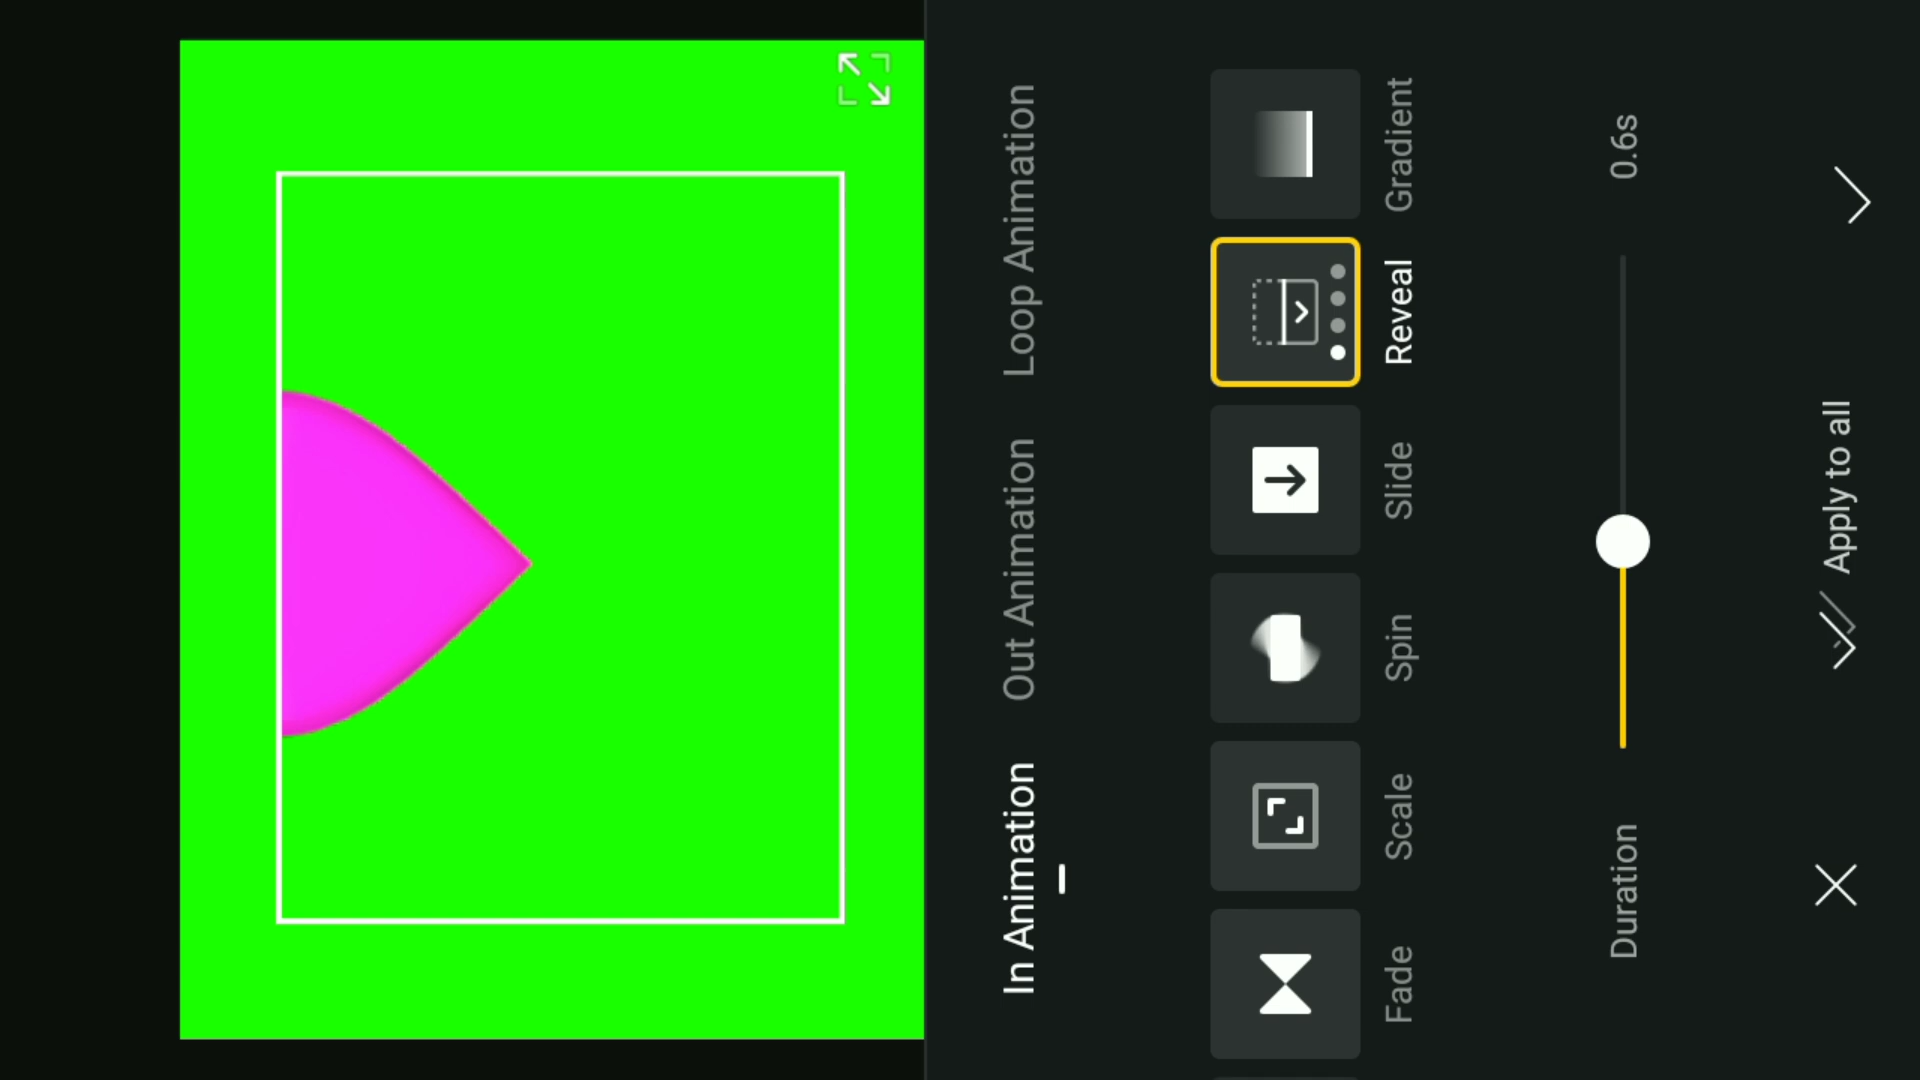 In Animation Out Animation Loop Animation
Fade Scale Spin Slide Reveal Gradient
Duration 0.6s
Apply to all